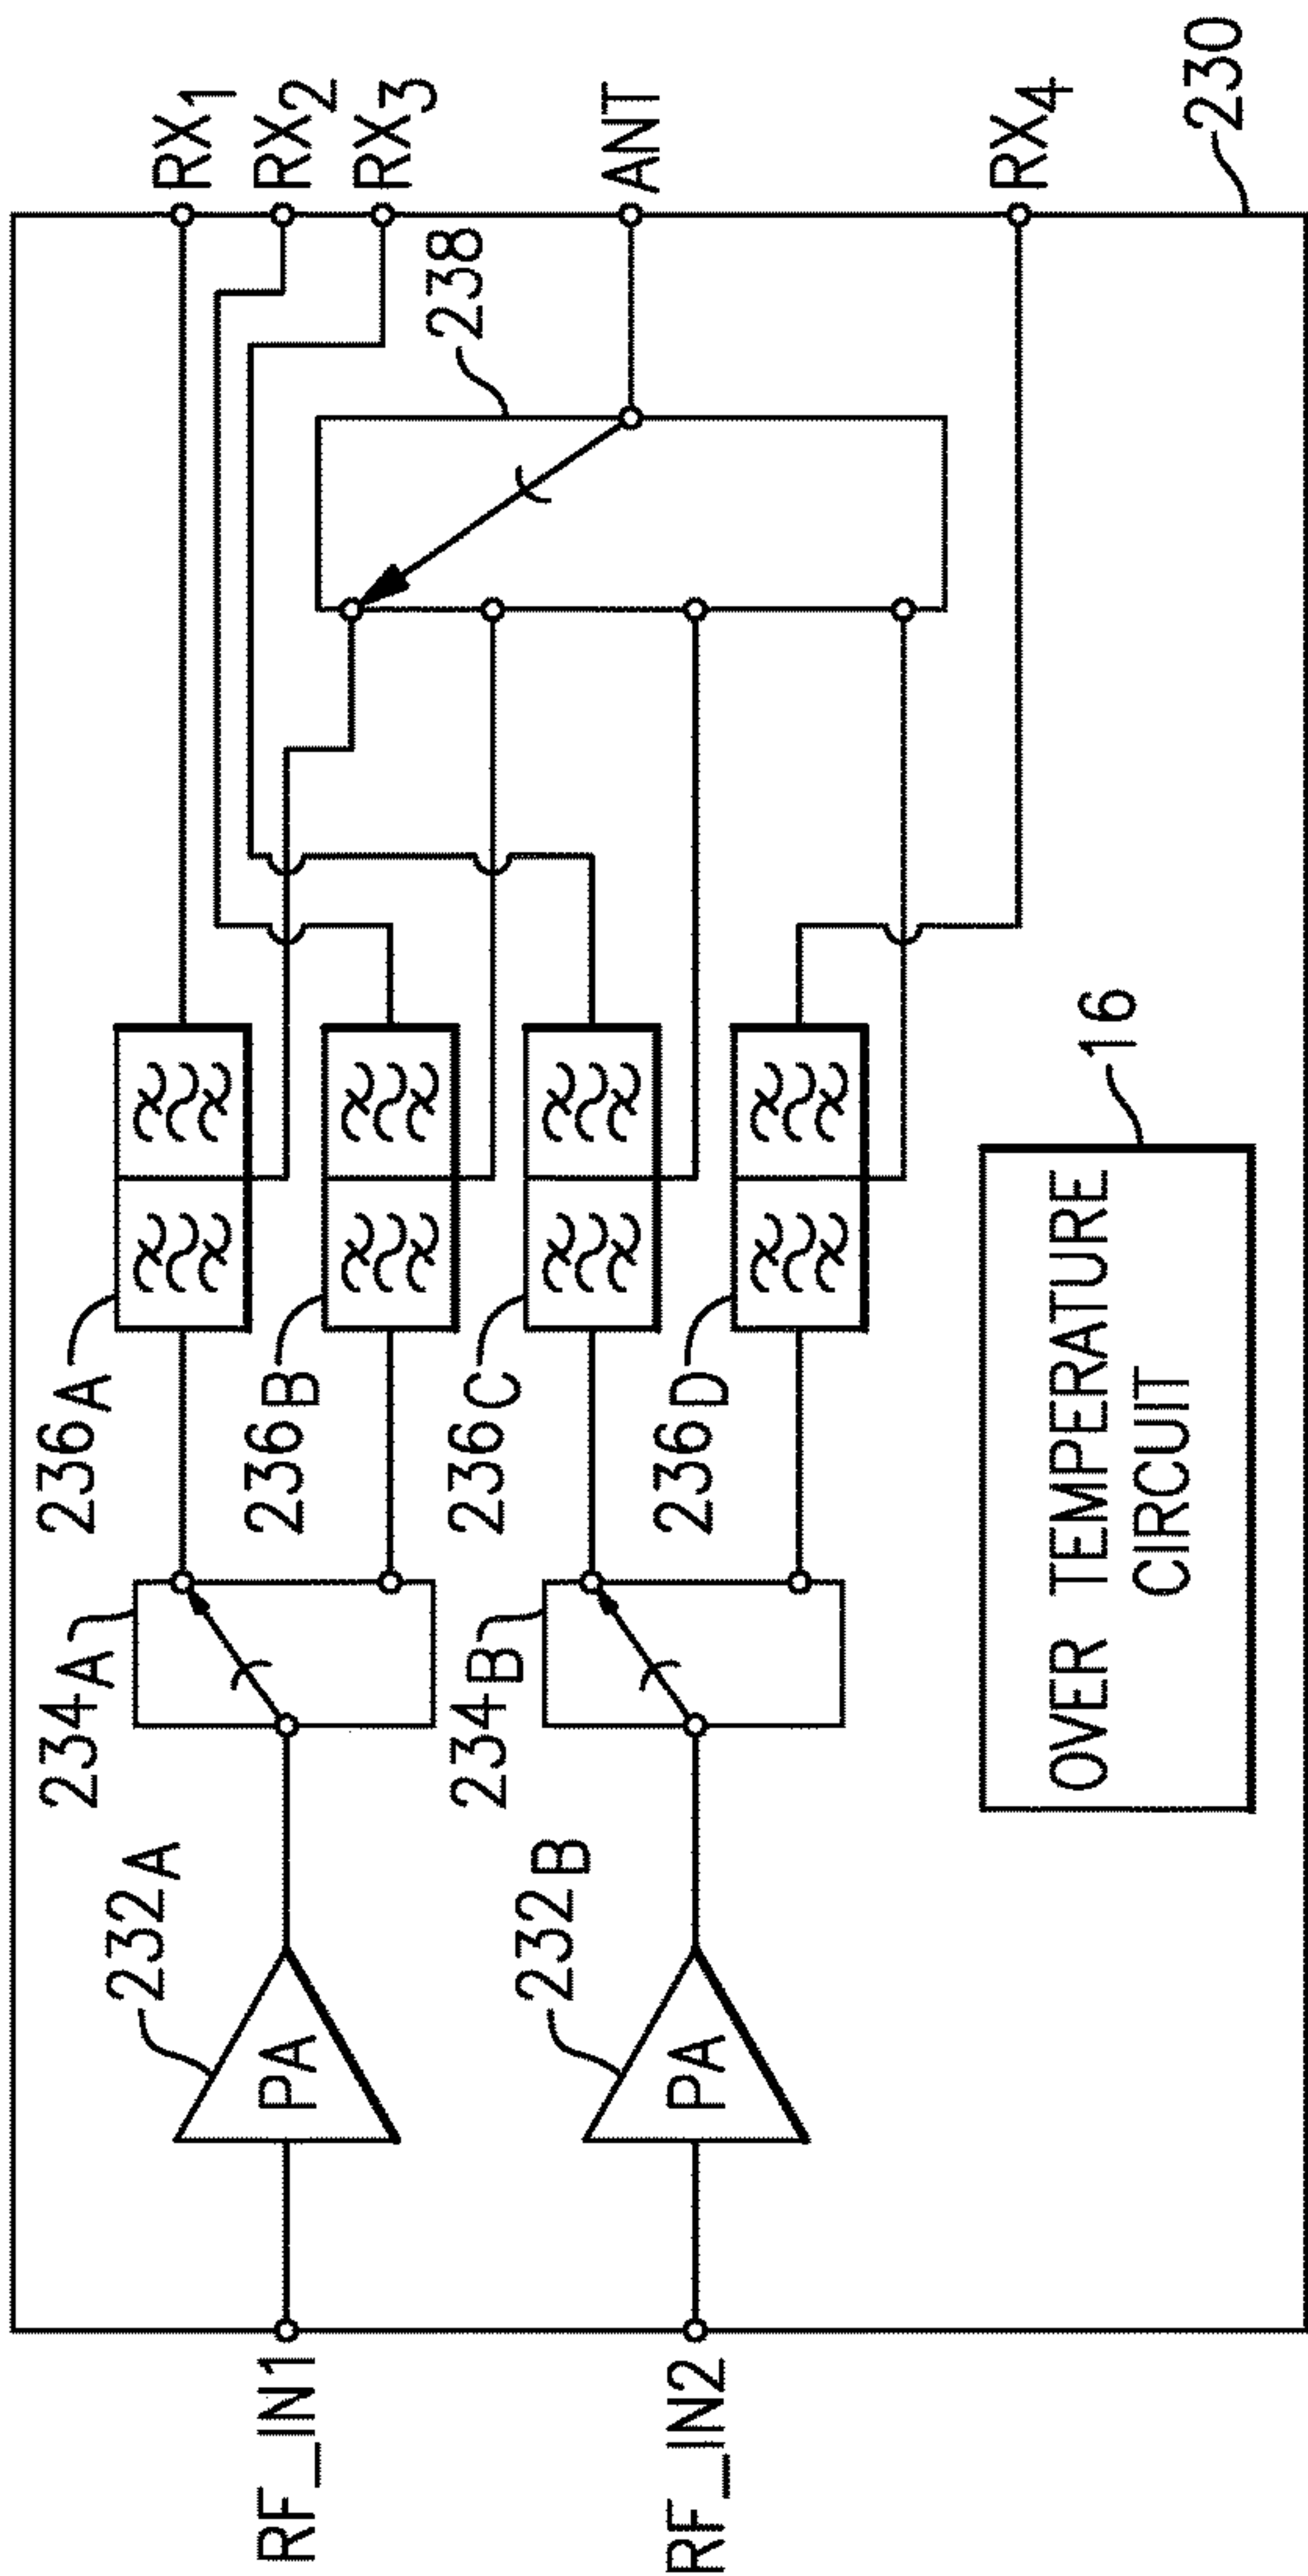 RF_IN1
RF_IN2
232A
PA
232B
PA
234A
234B
236A
236B
236C
236D
238
RX1
RX2
RX3
ANT
RX4
OVER TEMPERATURE
CIRCUIT
16
230